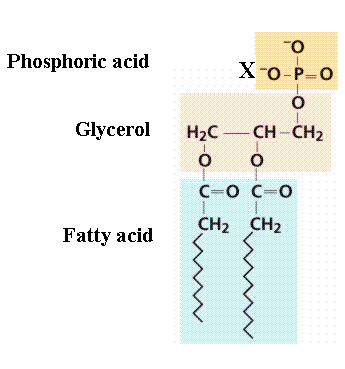 ⁻O
Phosphoric acid
X ⁻O–P=O
O
Glycerol
H₂C — CH – CH₂
O O
C=O C=O
CH₂ CH₂
Fatty acid